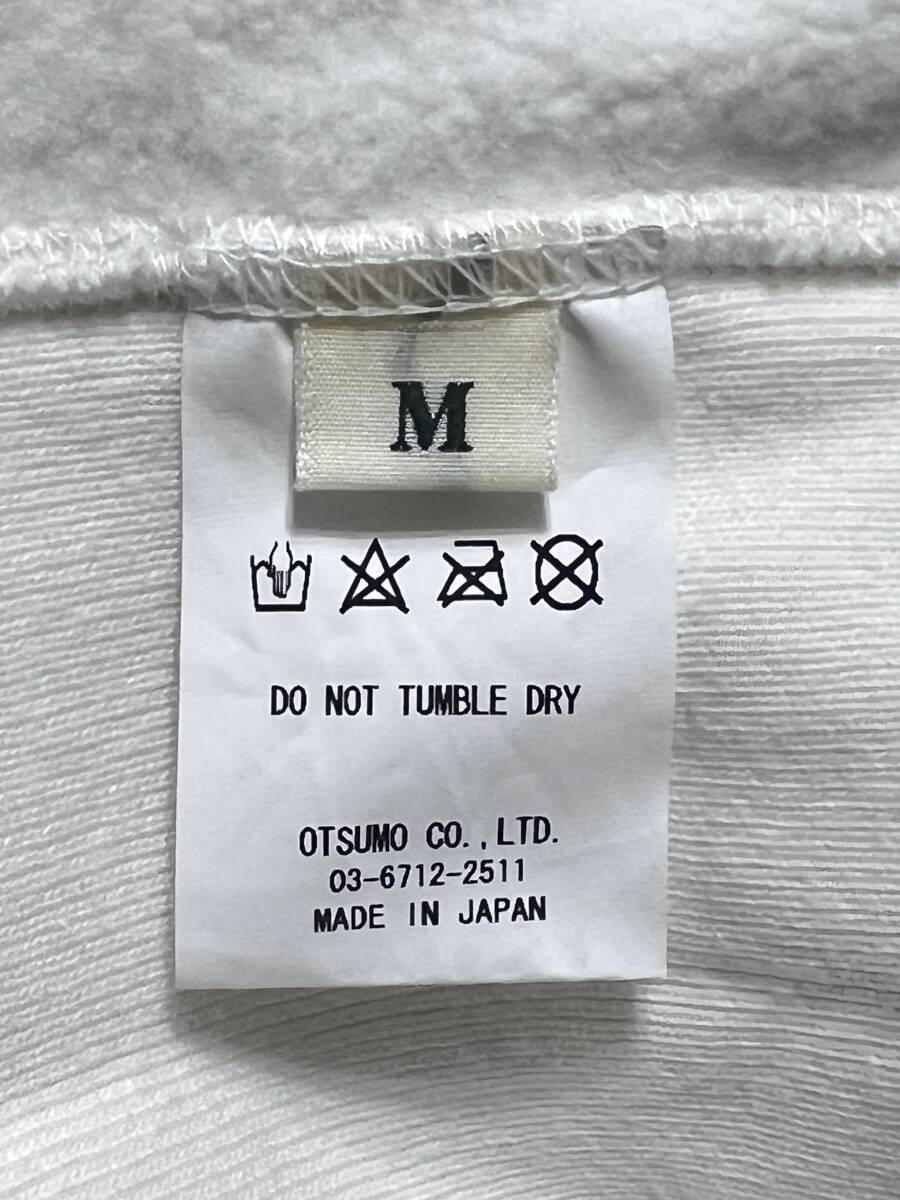 M
DO NOT TUMBLE DRY
OTSUMO CO.,LTD.
03-6712-2511
MADE IN JAPAN